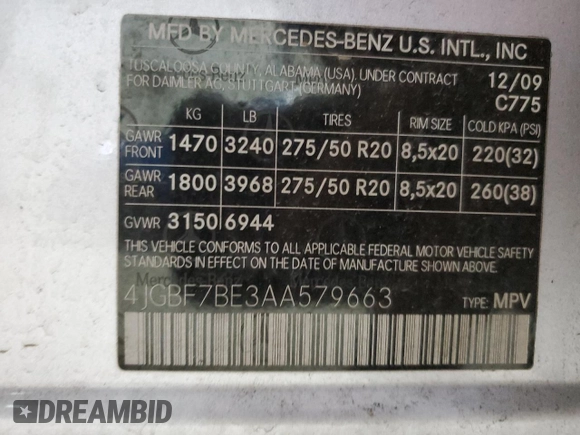 MFD BY MERCEDES-BENZ U.S. INTL., INC
TUSCALOOSA COUNTY, ALABAMA (USA), UNDER CONTRACT 12/09
FOR DAIMLER AG, STUTTGART (GERMANY) C775
KG LB TIRES RIM SIZE COLD KPA (PSI)
GAWR FRONT 1470 3240 275/50 R20 8,5x20 220(32)
GAWR REAR 1800 3968 275/50 R20 8,5x20 260(38)
GVWR 3150 6944
THIS VEHICLE CONFORMS TO ALL APPLICABLE FEDERAL MOTOR VEHICLE SAFETY
STANDARDS IN EFFECT ON THE DATE OF MANUFACTURE SHOWN ABOVE
4JGBF7BE3AA579663 TYPE: MPV
DREAMBID